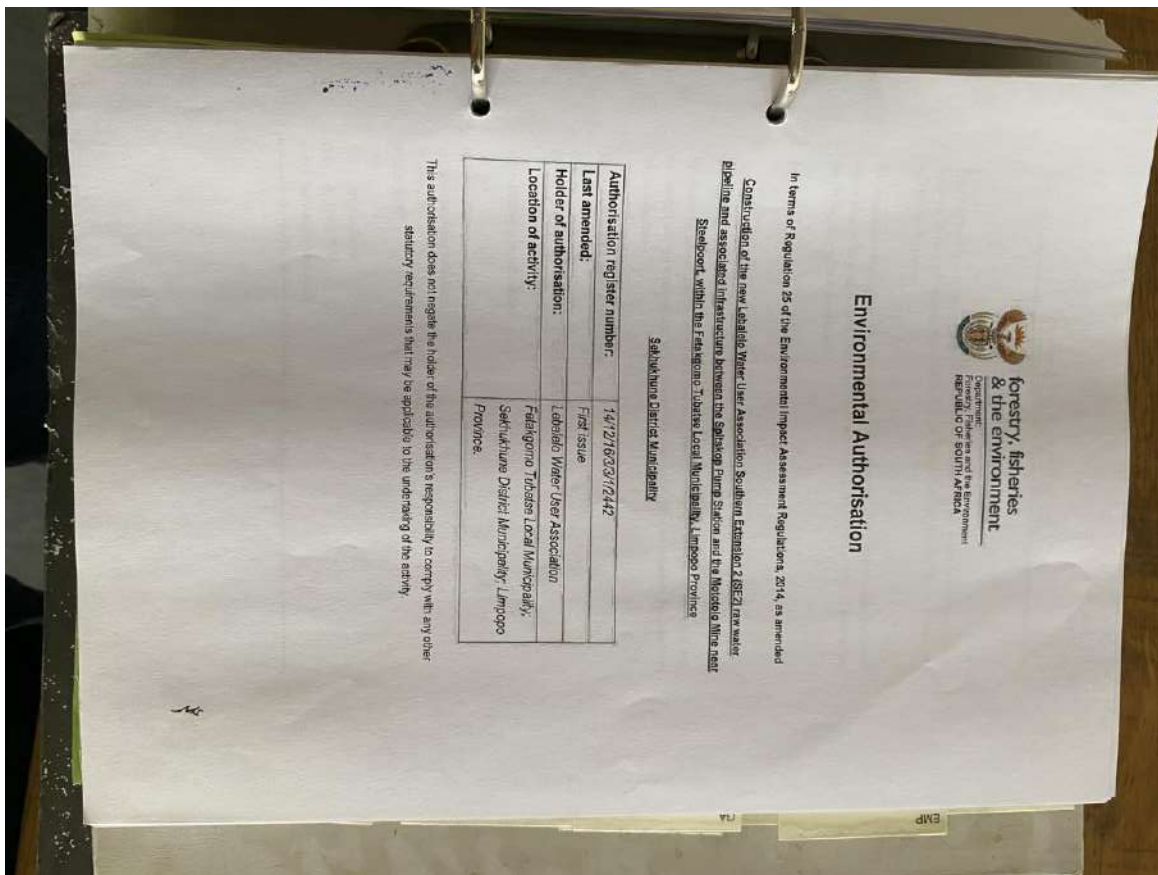 forestry, fisheries
& the environment
Department:
Forestry, Fisheries and the Environment
REPUBLIC OF SOUTH AFRICA
Environmental Authorisation
In terms of Regulation 25 of the Environmental Impact Assessment Regulations, 2014, as amended
Construction of the new Lebalelo Water User Association Southern Extension 2 (SE2) raw water
pipeline and associated infrastructure between the Spitskop Pump Station and the Mototolo Mine near
Steelpoort, within the Fetakgomo Tubatse Local Municipality, Limpopo Province
Sekhukhune District Municipality
Authorisation register number: 14/12/16/3/3/1/2442
Last amended: First issue
Holder of authorisation: Lebalelo Water User Association
Location of activity: Fetakgomo Tubatse Local Municipality;
Sekhukhune District Municipality; Limpopo
Province.
This authorisation does not negate the holder of the authorisation's responsibility to comply with any other
statutory requirements that may be applicable to the undertaking of the activity.
EMP